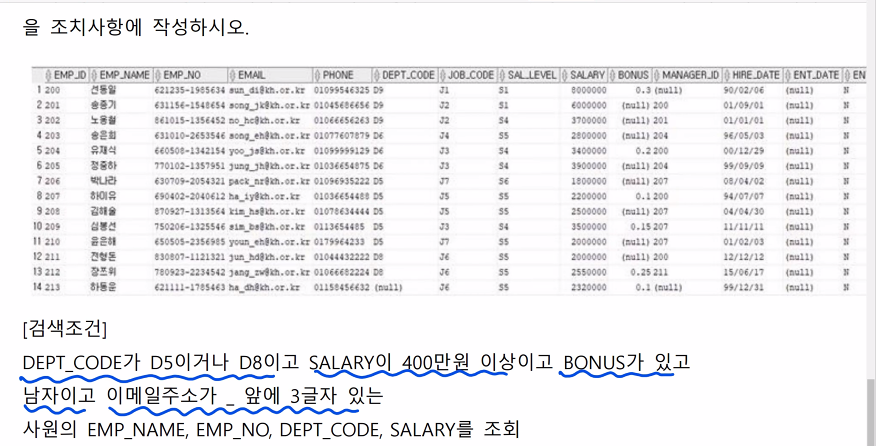 을 조치사항에 작성하시오.
EMP_ID EMP_NAME EMP_NO EMAIL PHONE DEPT_CODE JOB_CODE SAL_LEVEL SALARY BONUS MANAGER_ID HIRE_DATE ENT_DATE EN
1 200 선동일 621235-1985634 sun_di@kh.or.kr 01099546325 D9 J1 S1 8000000 0.3 (null) 90/02/06 (null) N
2 201 송종기 631156-1548654 song_jk@kh.or.kr 01045686656 D9 J2 S1 6000000 (null) 200 01/09/01 (null) N
3 202 노옹철 861015-1356452 no_hc@kh.or.kr 01066656263 D9 J2 S4 3700000 (null) 201 01/01/01 (null) N
4 203 송은희 631010-2653546 song_eh@kh.or.kr 01077607879 D6 J4 S5 2800000 (null) 204 96/05/03 (null) N
5 204 유재식 660508-1342154 yoo_js@kh.or.kr 01099999129 D6 J3 S4 3400000 0.2 200 00/12/29 (null) N
6 205 정중하 770102-1357951 jung_jh@kh.or.kr 01036654875 D6 J3 S4 3900000 (null) 204 99/09/09 (null) N
7 206 박나라 630709-2054321 pack_nr@kh.or.kr 01096935222 D5 J7 S6 1800000 (null) 207 08/04/02 (null) N
8 207 하이유 690402-2040612 ha_iy@kh.or.kr 01036654488 D5 J5 S5 2200000 0.1 200 94/07/07 (null) N
9 208 김해술 870927-1313564 kim_hs@kh.or.kr 01078634444 D5 J5 S5 2500000 (null) 207 04/04/30 (null) N
10 209 심봉선 750206-1325546 sim_bs@kh.or.kr 0113654485 D5 J3 S4 3500000 0.15 207 11/11/11 (null) N
11 210 윤은해 650505-2356985 youn_eh@kh.or.kr 0179964233 D5 J7 S5 2000000 (null) 207 01/02/03 (null) N
12 211 전형돈 830807-1121321 jun_hd@kh.or.kr 01044432222 D8 J6 S5 2000000 (null) 200 12/12/12 (null) N
13 212 장쯔위 780923-2234542 jang_zw@kh.or.kr 01066682224 D8 J6 S5 2550000 0.25 211 15/06/17 (null) N
14 213 하동운 621111-1785463 ha_dh@kh.or.kr 01158456632 (null) J6 S5 2320000 0.1 (null) 99/12/31 (null) N
[검색조건]
DEPT_CODE가 D5이거나 D8이고 SALARY이 400만원 이상이고 BONUS가 있고
남자이고 이메일주소가 _ 앞에 3글자 있는
사원의 EMP_NAME, EMP_NO, DEPT_CODE, SALARY를 조회